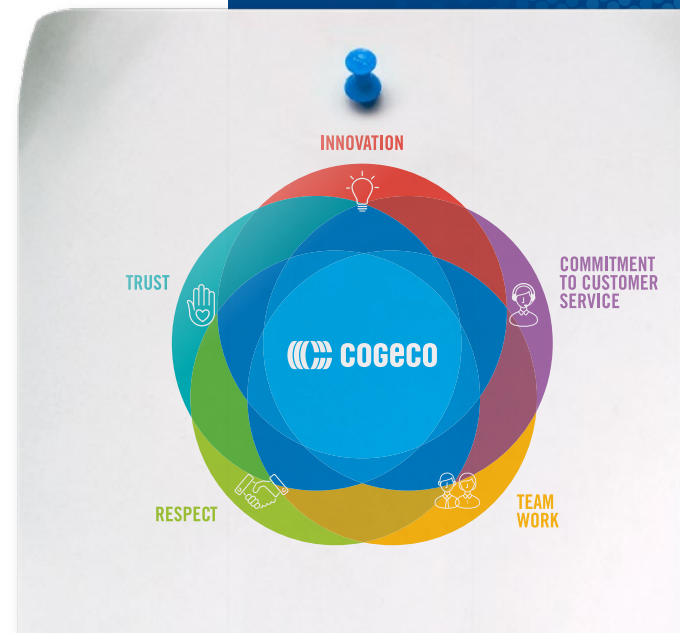 INNOVATION
TRUST
COMMITMENT
TO CUSTOMER
SERVICE
COGECO
RESPECT
TEAM
WORK